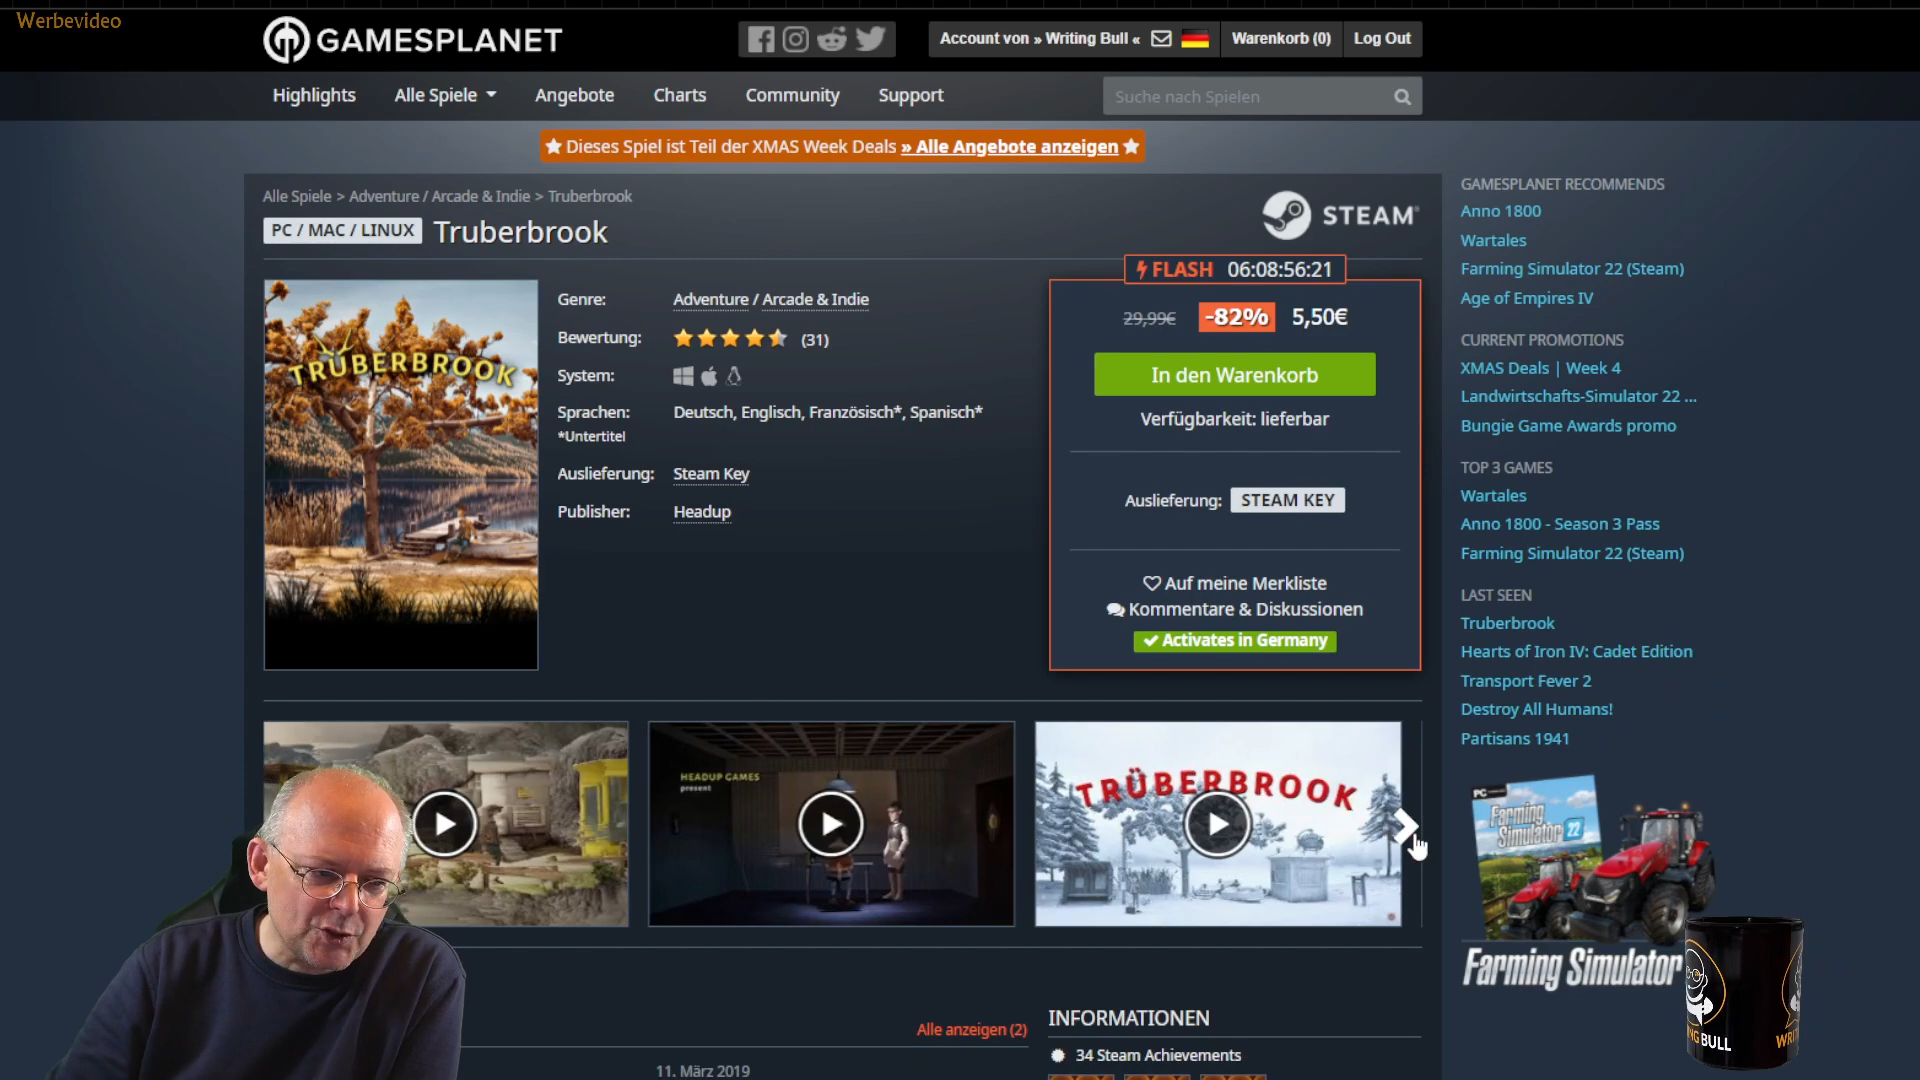 Werbevideo
GAMESPLANET
Account von » Writing Bull «
Warenkorb (0)
Log Out
Highlights
Alle Spiele
Angebote
Charts
Community
Support
Suche nach Spielen
Dieses Spiel ist Teil der XMAS Week Deals » Alle Angebote anzeigen
Alle Spiele > Adventure / Arcade & Indie > Truberbrook
PC / MAC / LINUX Truberbrook
STEAM
FLASH 06:08:56:21
29,99€ -82% 5,50€
In den Warenkorb
Verfügbarkeit: lieferbar
Auslieferung: STEAM KEY
Auf meine Merkliste
Kommentare & Diskussionen
Activates in Germany
TRÜBERBROOK
Genre: Adventure / Arcade & Indie
Bewertung: (31)
System:
Sprachen: Deutsch, Englisch, Französisch*, Spanisch*
*Untertitel
Auslieferung: Steam Key
Publisher: Headup
HEADUP GAMES
present
TRÜBERBROOK
Alle anzeigen (2)
11. März 2019
INFORMATIONEN
34 Steam Achievements
GAMESPLANET RECOMMENDS
Anno 1800
Wartales
Farming Simulator 22 (Steam)
Age of Empires IV
CURRENT PROMOTIONS
XMAS Deals | Week 4
Landwirtschafts-Simulator 22 ...
Bungie Game Awards promo
TOP 3 GAMES
Wartales
Anno 1800 - Season 3 Pass
Farming Simulator 22 (Steam)
LAST SEEN
Truberbrook
Hearts of Iron IV: Cadet Edition
Transport Fever 2
Destroy All Humans!
Partisans 1941
PC
Farming
Simulator 22
Farming Simulator
BULL